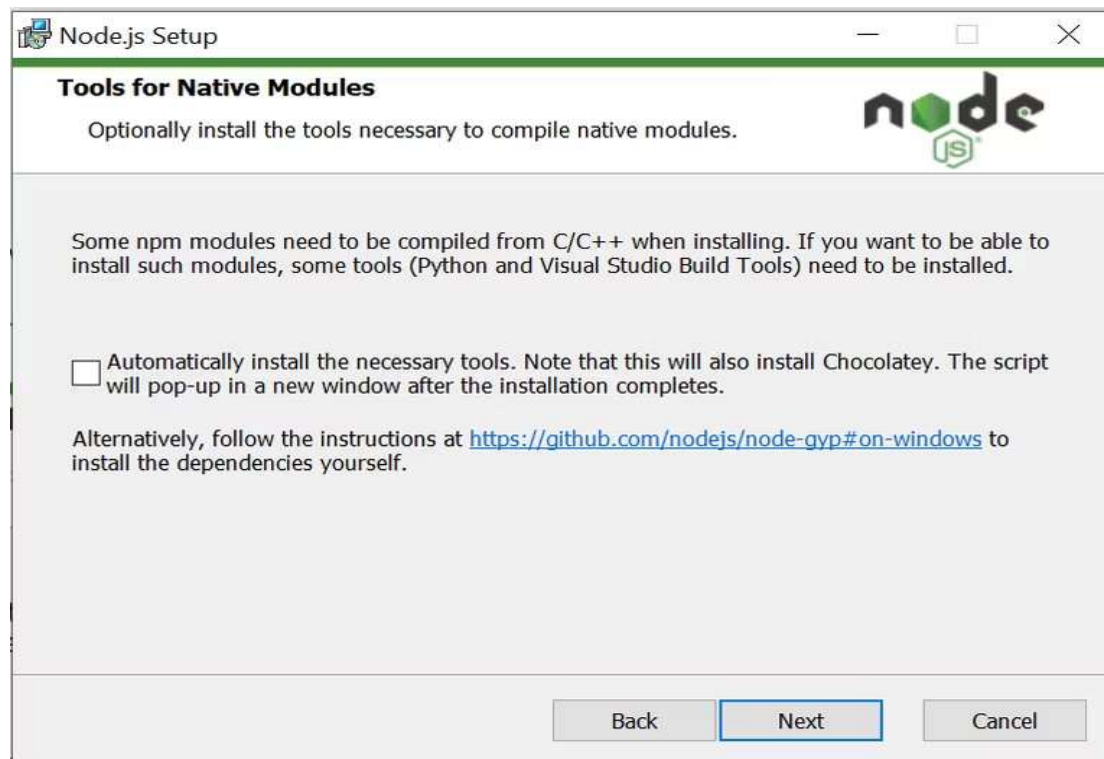 Node.js Setup
Tools for Native Modules
Optionally install the tools necessary to compile native modules.
node
JS
Some npm modules need to be compiled from C/C++ when installing. If you want to be able to
install such modules, some tools (Python and Visual Studio Build Tools) need to be installed.
Automatically install the necessary tools. Note that this will also install Chocolatey. The script
will pop-up in a new window after the installation completes.
Alternatively, follow the instructions at https://github.com/nodejs/node-gyp#on-windows to
install the dependencies yourself.
Back
Next
Cancel